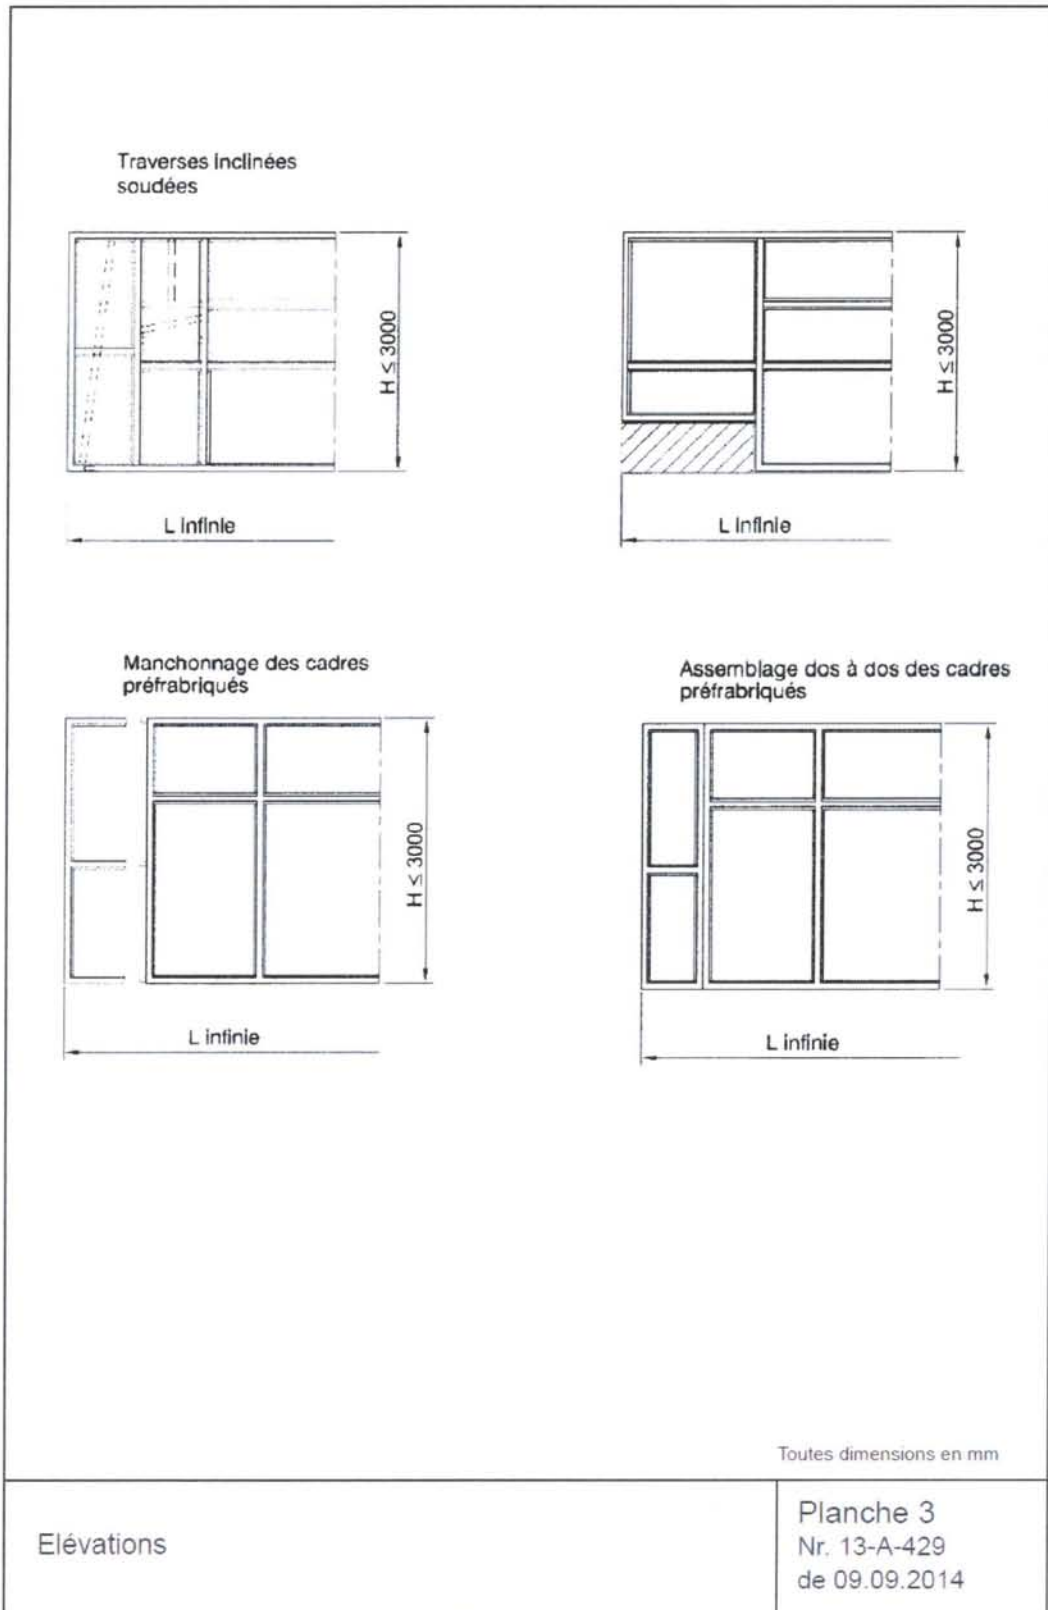 Traverses inclinées
soudées
H ≤ 3000
L infinie
H ≤ 3000
L infinie
Manchonnage des cadres
préfrabriqués
H ≤ 3000
L infinie
Assemblage dos à dos des cadres
préfrabriqués
H ≤ 3000
L infinie
Toutes dimensions en mm
Elévations
Planche 3
Nr. 13-A-429
de 09.09.2014